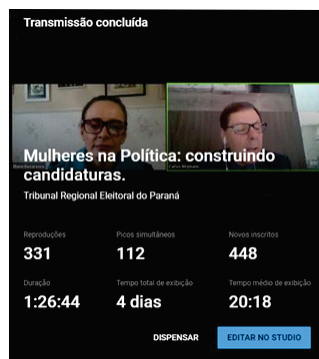 Transmissão concluída
Mulheres na Política: construindo
candidaturas.
Tribunal Regional Eleitoral do Paraná
Reproduções Picos simultâneos Novos inscritos
331 112 448
Duração Tempo total de exibição Tempo médio de exibição
1:26:44 4 dias 20:18
DISPENSAR EDITAR NO STUDIO